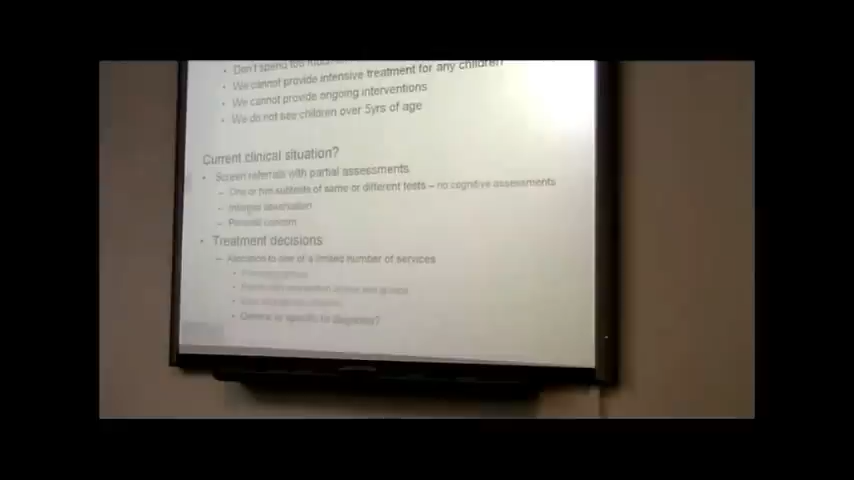 • Don't spend too
• We cannot provide intensive treatment for any children
• We cannot provide ongoing interventions
• We do not see children over 5yrs of age
Current clinical situation?
• Screen referrals with partial assessments
– One or two subtests of same or different tests – no cognitive assessments
– Informal observation
– Parental concern
• Treatment decisions
– Allocation to one of a limited number of services
• Generic or specific to diagnosis?